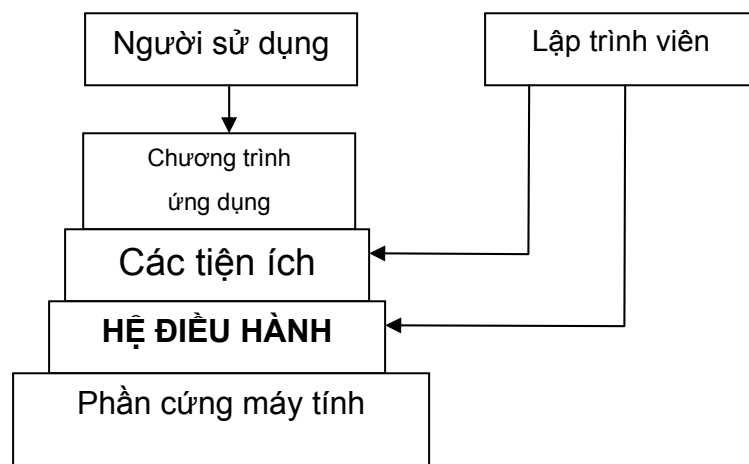 Người sử dụng
Lập trình viên
Chương trình
ứng dụng
Các tiện ích
HỆ ĐIỀU HÀNH
Phần cứng máy tính